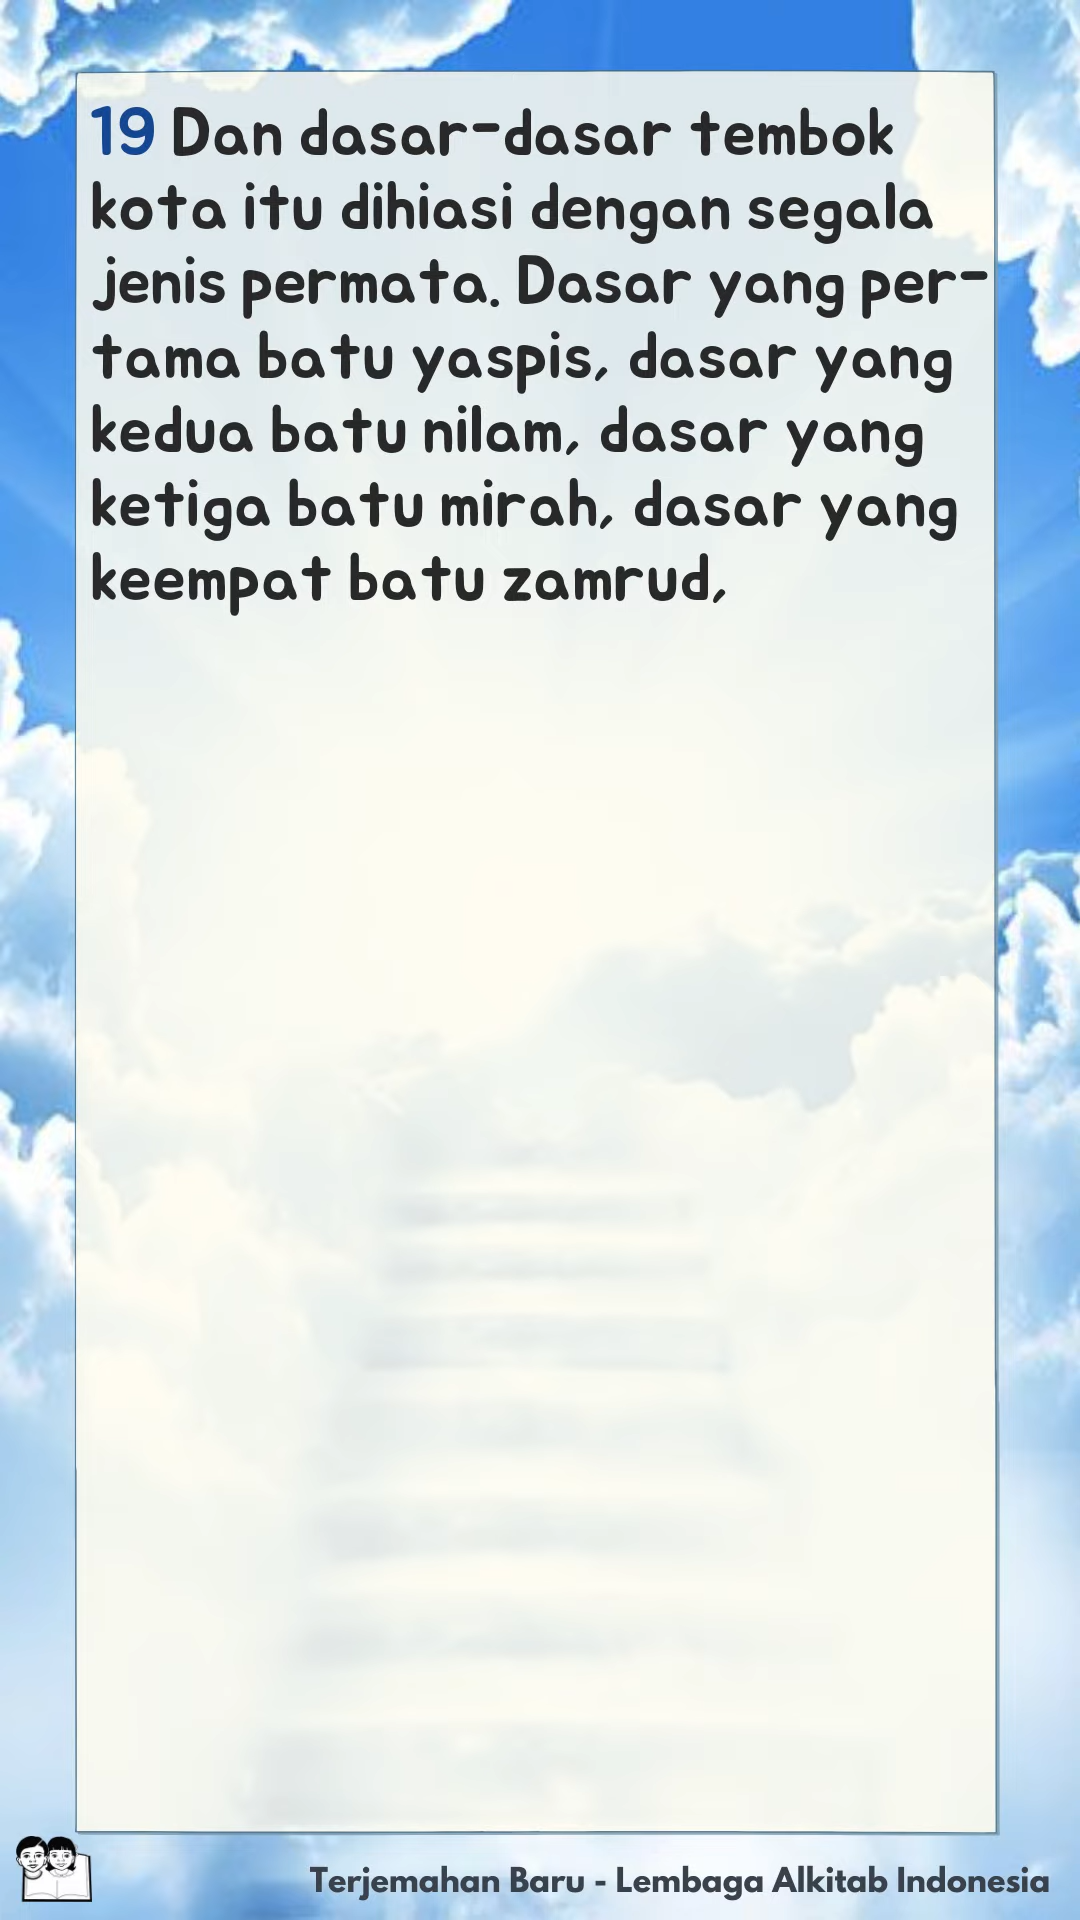 19 Dan dasar-dasar tembok
kota itu dihiasi dengan segala
jenis permata. Dasar yang per-
tama batu yaspis, dasar yang
kedua batu nilam, dasar yang
ketiga batu mirah, dasar yang
keempat batu zamrud,
Terjemahan Baru - Lembaga Alkitab Indonesia